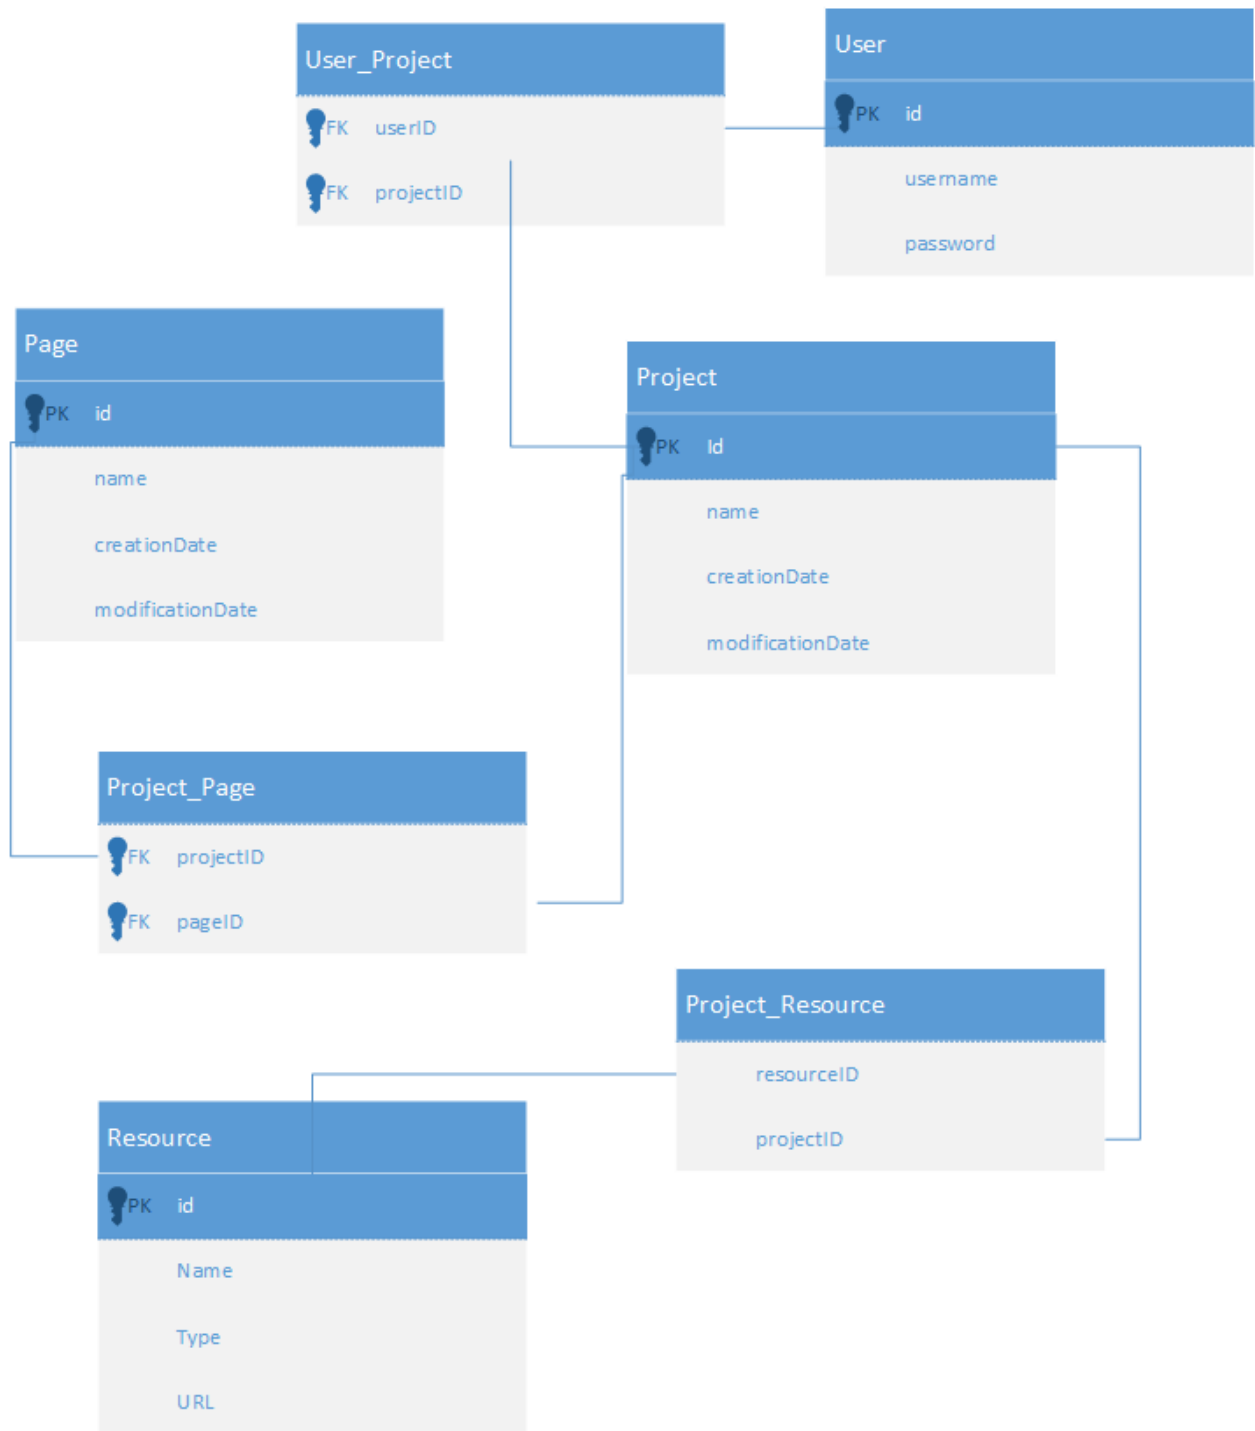 User_Project
FK userID
FK projectID
User
PK id
username
password
Page
PK id
name
creationDate
modificationDate
Project
PK Id
name
creationDate
modificationDate
Project_Page
FK projectID
FK pageID
Project_Resource
resourceID
projectID
Resource
PK id
Name
Type
URL